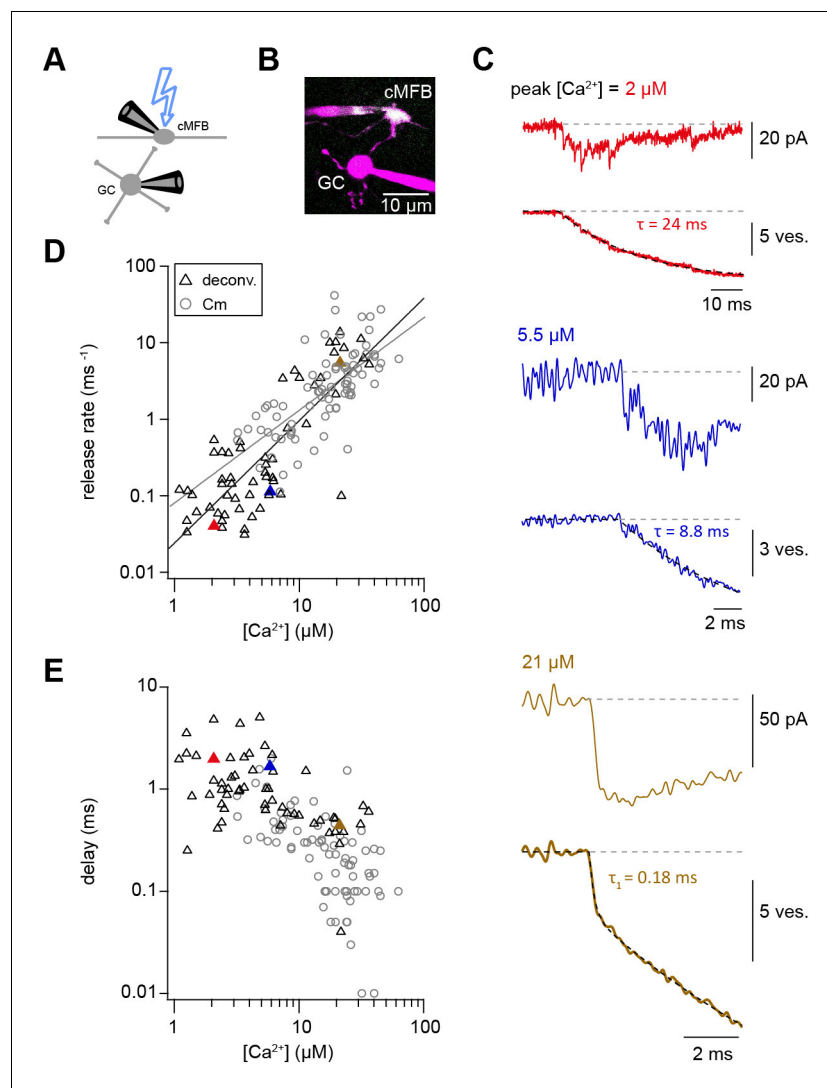 A
cMFB
GC
B
cMFB
GC
10 µm
C
peak [Ca²⁺] = 2 µM
20 pA
τ = 24 ms
5 ves.
10 ms
5.5 µM
20 pA
τ = 8.8 ms
3 ves.
2 ms
21 µM
50 pA
τ₁ = 0.18 ms
5 ves.
2 ms
D
deconv.
Cm
100
10
1
0.1
0.01
release rate (ms⁻¹)
1
10
100
[Ca²⁺] (µM)
E
10
1
0.1
0.01
delay (ms)
1
10
100
[Ca²⁺] (µM)